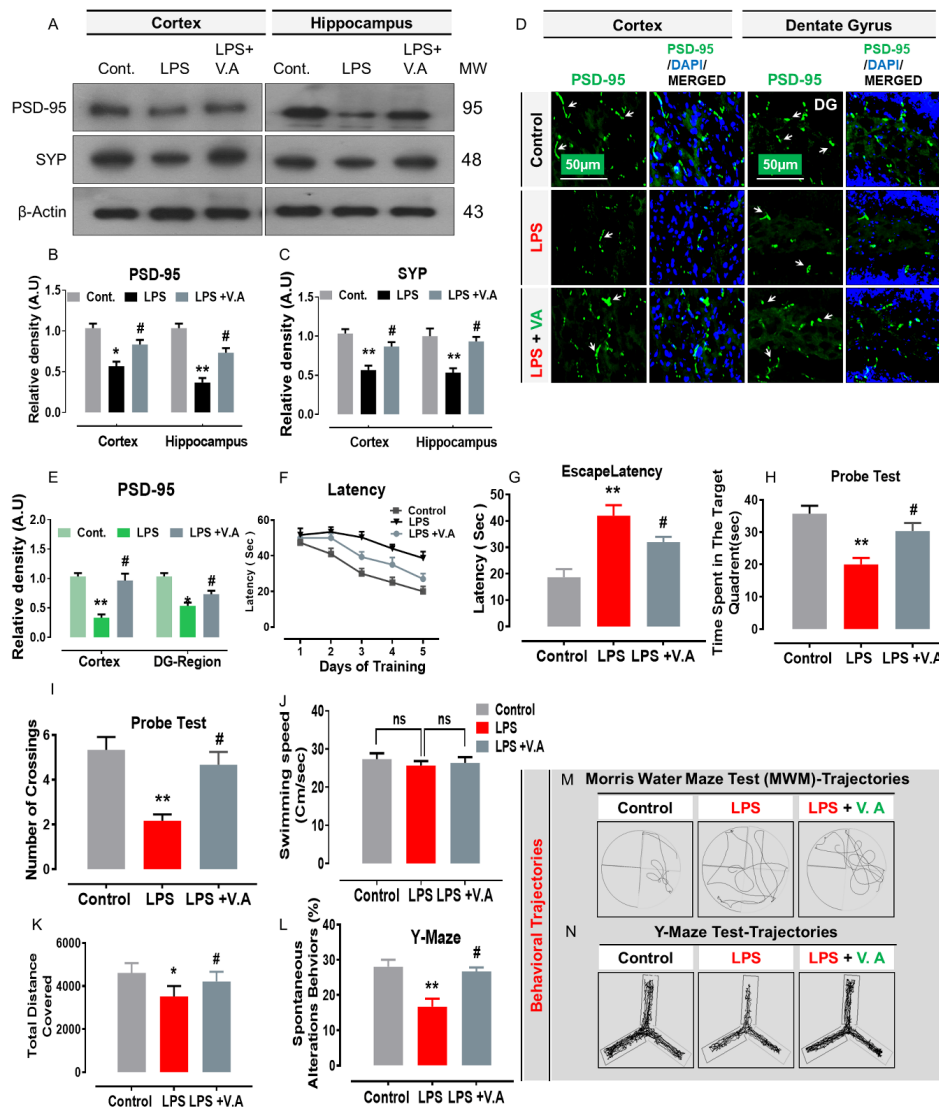 A
Cortex
Hippocampus
Cont.
LPS
LPS+
V.A
Cont.
LPS
LPS+
V.A
MW
PSD-95
95
SYP
48
β-Actin
43
B
PSD-95
Cont.
LPS
LPS +V.A
Relative density (A.U)
1.5
1.0
0.5
0.0
*
#
**
#
Cortex
Hippocampus
C
SYP
Cont.
LPS
LPS +V.A
Relative density (A.U)
1.5
1.0
0.5
0.0
**
#
**
#
Cortex
Hippocampus
D
Cortex
Dentate Gyrus
PSD-95
PSD-95
/DAPI/
MERGED
PSD-95
PSD-95
/DAPI/
MERGED
Control
50µm
DG
50µm
LPS
LPS + VA
E
PSD-95
Cont.
LPS
LPS +V.A
Relative density (A.U)
2.0
1.5
1.0
0.5
0.0
**
#
*
#
Cortex
DG-Region
F
Latency
Control
LPS
LPS +V.A
Latency ( Sec )
60
40
20
0
1
2
3
4
5
Days of Training
G
EscapeLatency
Latency ( Sec)
50
40
30
20
10
0
**
#
Control
LPS
LPS +V.A
H
Probe Test
Time Spent in The Target
Quadrent(sec)
40
30
20
10
0
**
#
Control
LPS
LPS +V.A
I
Probe Test
Number of Crossings
6
4
2
0
**
#
Control
LPS
LPS +V.A
J
Swimming speed
(Cm/sec)
40
30
20
10
0
ns
ns
Control
LPS
LPS +V.A
Control
LPS
LPS +V.A
K
Total Distance
Covered
6000
4000
2000
0
*
#
Control
LPS
LPS +V.A
L
Y-Maze
Spontaneous
Alterations Behviors (%)
40
30
20
10
0
**
#
Control
LPS
LPS +V.A
Behavioral Trajectories
M
Morris Water Maze Test (MWM)-Trajectories
Control
LPS
LPS + V. A
N
Y-Maze Test-Trajectories
Control
LPS
LPS + V. A